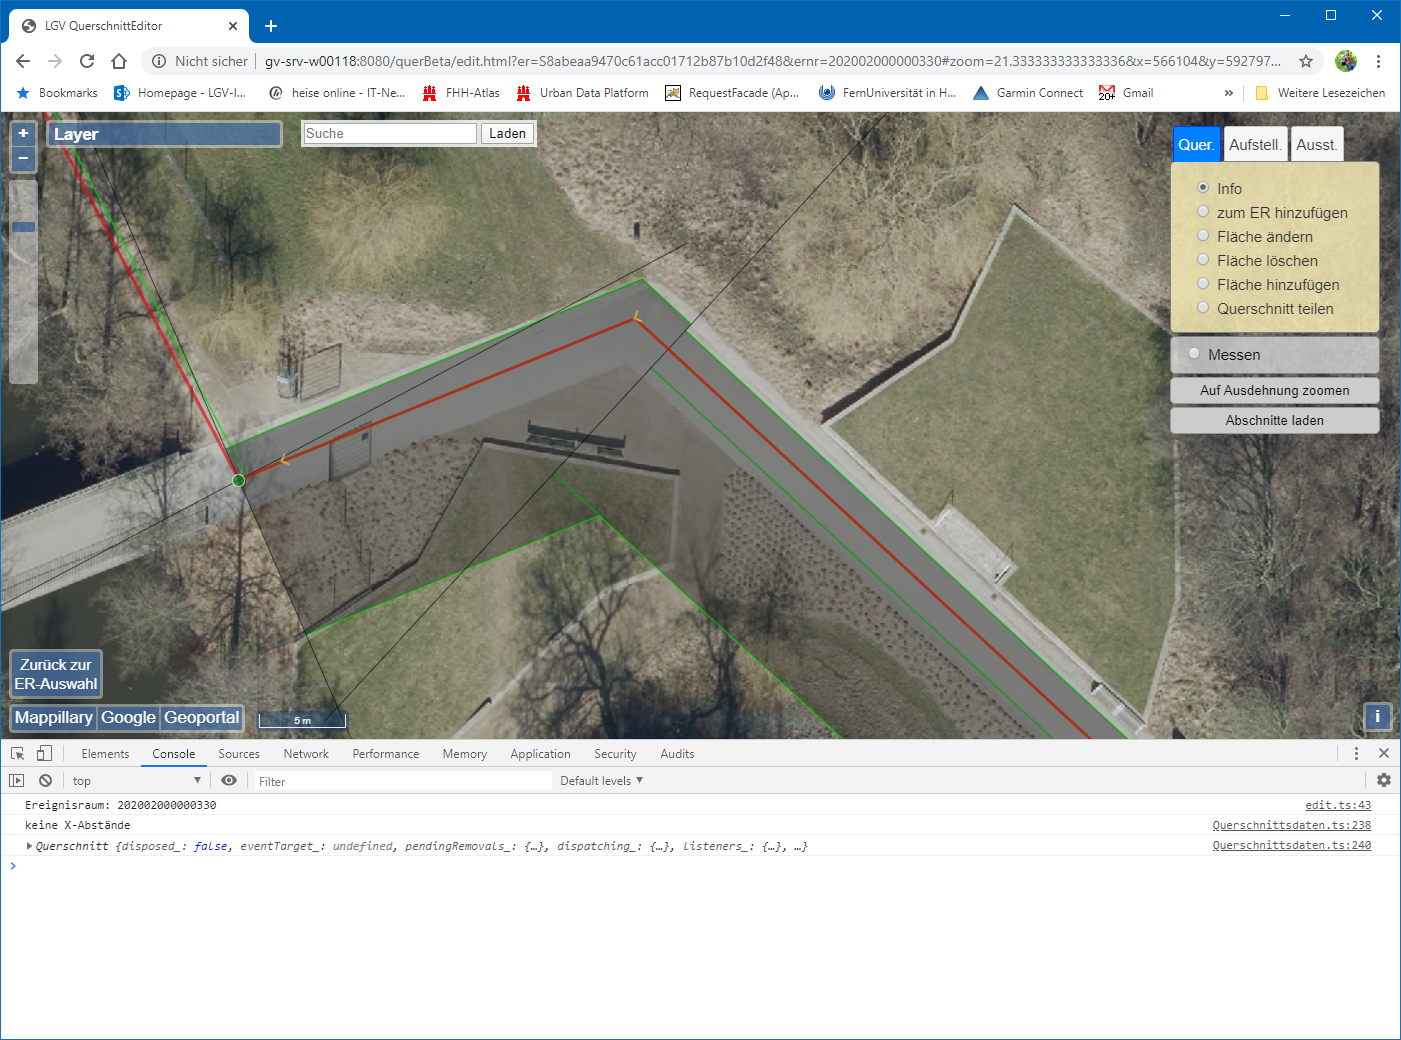 LGV QuerschnittEditor
Nicht sicher gv-srv-w00118:8080/querBeta/edit.html?er=S8abeaa9470c61acc01712b87b10d2f48&ernr=202002000000330#zoom=21.333333333333336&x=566104&y=592797...
Bookmarks Homepage - LGV-I... heise online - IT-Ne... FHH-Atlas Urban Data Platform RequestFacade (Ap... FernUniversität in H... Garmin Connect 20+ Gmail » Weitere Lesezeichen
+ Layer Suche Laden
−
Quer. Aufstell. Ausst.
Info
zum ER hinzufügen
Fläche ändern
Fläche löschen
Fläche hinzufügen
Querschnitt teilen
Messen
Auf Ausdehnung zoomen
Abschnitte laden
Zurück zur
ER-Auswahl
Mappillary Google Geoportal 5 m i
Elements Console Sources Network Performance Memory Application Security Audits
top Filter Default levels
Ereignisraum: 202002000000330 edit.ts:43
keine X-Abstände Querschnittsdaten.ts:238
Querschnitt {disposed_: false, eventTarget_: undefined, pendingRemovals_: {…}, dispatching_: {…}, listeners_: {…}, …} Querschnittsdaten.ts:240